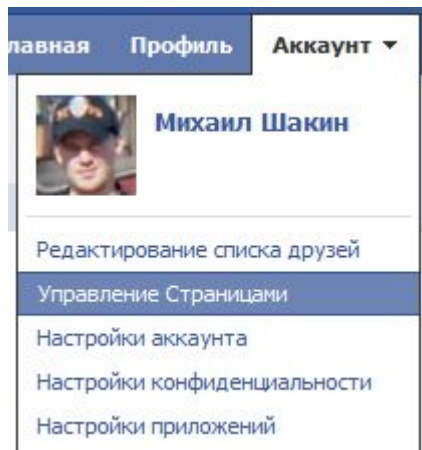 лавная Профиль Аккаунт
Михаил Шакин
Редактирование списка друзей
Управление Страницами
Настройки аккаунта
Настройки конфиденциальности
Настройки приложений